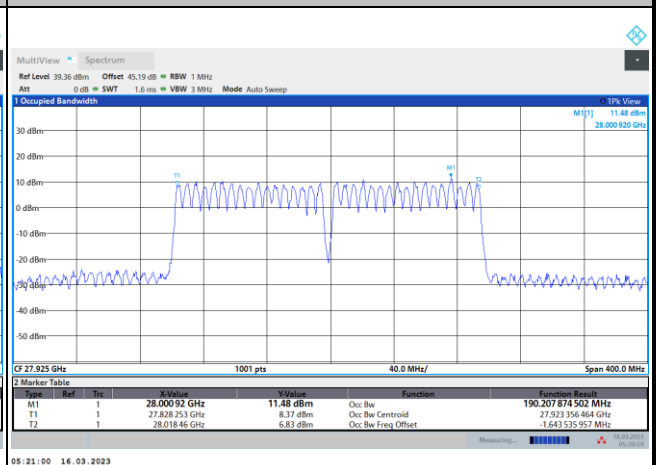 MultiView Spectrum
Ref Level 39.36 dBm Offset 45.19 dB RBW 1 MHz
Att 0 dB SWT 1.6 ms VBW 3 MHz Mode Auto Sweep
1 Occupied Bandwidth 1Pk View
M1[1] 11.48 dBm
28.000 920 GHz
30 dBm
20 dBm
M1
T1 T2
10 dBm
0 dBm
-10 dBm
-20 dBm
-30 dBm
-40 dBm
-50 dBm
CF 27.925 GHz 1001 pts 40.0 MHz/ Span 400.0 MHz
2 Marker Table
Type Ref Trc X-Value Y-Value Function Function Result
M1 1 28.000 92 GHz 11.48 dBm Occ Bw 190.207 874 502 MHz
T1 1 27.828 253 GHz 8.37 dBm Occ Bw Centroid 27.923 356 464 GHz
T2 1 28.018 46 GHz 6.83 dBm Occ Bw Freq Offset -1.643 535 957 MHz
Measuring... 16.03.2023
05:20:59
05:21:00 16.03.2023